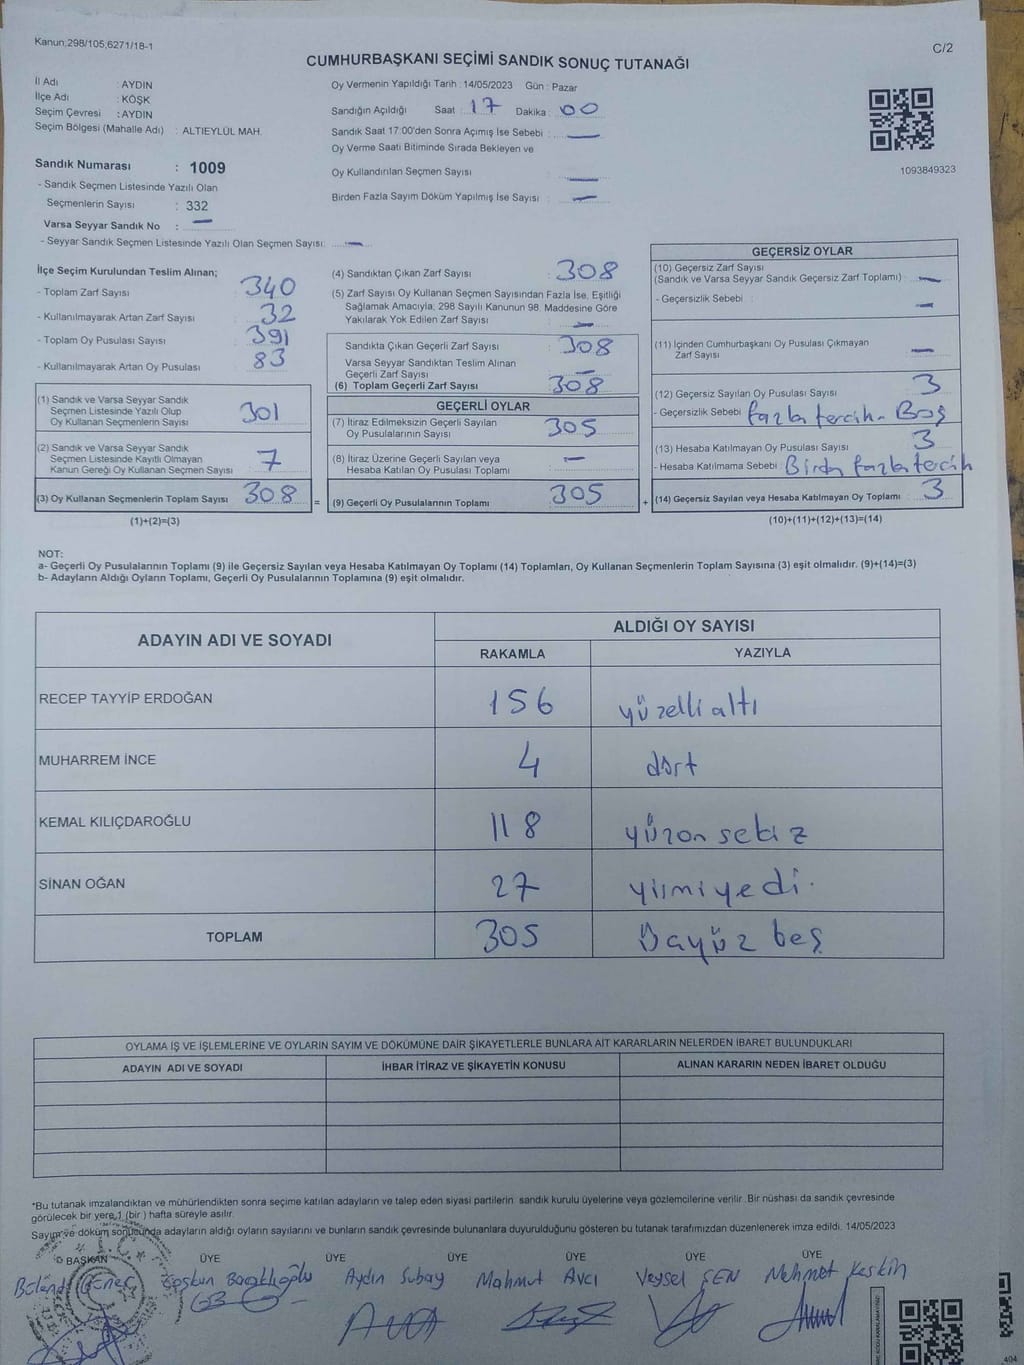 Kanun;298/105,6271/18-1
C/2
CUMHURBAŞKANI SEÇİMİ SANDIK SONUÇ TUTANAĞI
İl Adı : AYDIN
İlçe Adı : KÖŞK
Seçim Çevresi : AYDIN
Seçim Bölgesi (Mahalle Adı) : ALTIEYLÜL MAH.
Oy Vermenin Yapıldığı Tarih : 14/05/2023 Gün : Pazar
Sandığın Açıldığı Saat : 17 Dakika : 00
Sandık Saat 17:00'den Sonra Açımış İse Sebebi : —
Oy Verme Saati Bitiminde Sırada Bekleyen ve
Oy Kullandırılan Seçmen Sayısı —
Birden Fazla Sayım Döküm Yapılmış İse Sayısı : —
1093849323
Sandık Numarası : 1009
- Sandık Seçmen Listesinde Yazılı Olan
Seçmenlerin Sayısı : 332
Varsa Seyyar Sandık No : —
- Seyyar Sandık Seçmen Listesinde Yazılı Olan Seçmen Sayısı: —
İlçe Seçim Kurulundan Teslim Alınan;
- Toplam Zarf Sayısı : 340
- Kullanılmayarak Artan Zarf Sayısı : 32
- Toplam Oy Pusulası Sayısı : 391
- Kullanılmayarak Artan Oy Pusulası : 83
(1) Sandık ve Varsa Seyyar Sandık
Seçmen Listesinde Yazılı Olup
Oy Kullanan Seçmenlerin Sayısı : 301
(2) Sandık ve Varsa Seyyar Sandık
Seçmen Listesinde Kayıtlı Olmayan
Kanun Gereği Oy Kullanan Seçmen Sayısı : 7
(3) Oy Kullanan Seçmenlerin Toplam Sayısı : 308 =
(1)+(2)=(3)
(4) Sandıktan Çıkan Zarf Sayısı : 308
(5) Zarf Sayısı Oy Kullanan Seçmen Sayısından Fazla İse, Eşitliği
Sağlamak Amacıyla; 298 Sayılı Kanunun 98. Maddesine Göre
Yakılarak Yok Edilen Zarf Sayısı : —
Sandıkta Çıkan Geçerli Zarf Sayısı : 308
Varsa Seyyar Sandıktan Teslim Alınan
Geçerli Zarf Sayısı : —
(6) Toplam Geçerli Zarf Sayısı : 308
GEÇERLİ OYLAR
(7) İtiraz Edilmeksizin Geçerli Sayılan
Oy Pusulalarının Sayısı : 305
(8) İtiraz Üzerine Geçerli Sayılan veya
Hesaba Katılan Oy Pusulası Toplamı : —
(9) Geçerli Oy Pusulalarının Toplamı : 305 +
GEÇERSİZ OYLAR
(10) Geçersiz Zarf Sayısı
(Sandık ve Varsa Seyyar Sandık Geçersiz Zarf Toplamı) : —
- Geçersizlik Sebebi : —
(11) İçinden Cumhurbaşkanı Oy Pusulası Çıkmayan
Zarf Sayısı : —
(12) Geçersiz Sayılan Oy Pusulası Sayısı : 3
- Geçersizlik Sebebi : fazla tercih - Boş
(13) Hesaba Katılmayan Oy Pusulası Sayısı : 3
- Hesaba Katılmama Sebebi : Birden fazla tercih
(14) Geçersiz Sayılan veya Hesaba Katılmayan Oy Toplamı : 3
(10)+(11)+(12)+(13)=(14)
NOT:
a- Geçerli Oy Pusulalarının Toplamı (9) ile Geçersiz Sayılan veya Hesaba Katılmayan Oy Toplamı (14) Toplamları, Oy Kullanan Seçmenlerin Toplam Sayısına (3) eşit olmalıdır. (9)+(14)=(3)
b- Adayların Aldığı Oyların Toplamı, Geçerli Oy Pusulalarının Toplamına (9) eşit olmalıdır.
ADAYIN ADI VE SOYADI ALDIĞI OY SAYISI
RAKAMLA YAZIYLA
RECEP TAYYİP ERDOĞAN 156 yüzelli altı
MUHARREM İNCE 4 dört
KEMAL KILIÇDAROĞLU 118 yüzon sekiz
SİNAN OĞAN 27 yirmiyedi.
TOPLAM 305 Üçyüz beş
OYLAMA İŞ VE İŞLEMLERİNE VE OYLARIN SAYIM VE DÖKÜMÜNE DAİR ŞİKAYETLERLE BUNLARA AİT KARARLARIN NELERDEN İBARET BULUNDUKLARI
ADAYIN ADI VE SOYADI İHBAR İTİRAZ VE ŞİKAYETİN KONUSU ALINAN KARARIN NEDEN İBARET OLDUĞU
*Bu tutanak imzalandıktan ve mühürlendikten sonra seçime katılan adayların ve talep eden siyasi partilerin sandık kurulu üyelerine veya gözlemcilerine verilir. Bir nüshası da sandık çevresinde
görülecek bir yere 1 (bir ) hafta süreyle asılır.
Sayım ve döküm sonucunda adayların aldığı oyların sayılarını ve bunların sandık çevresinde bulunanlara duyurulduğunu gösteren bu tutanak tarafımızdan düzenlenerek imza edildi. 14/05/2023
BAŞKAN ÜYE ÜYE ÜYE ÜYE ÜYE ÜYE
Aydın Subay Mahmut Avcı Veysel ŞEN Mehmet Keskin